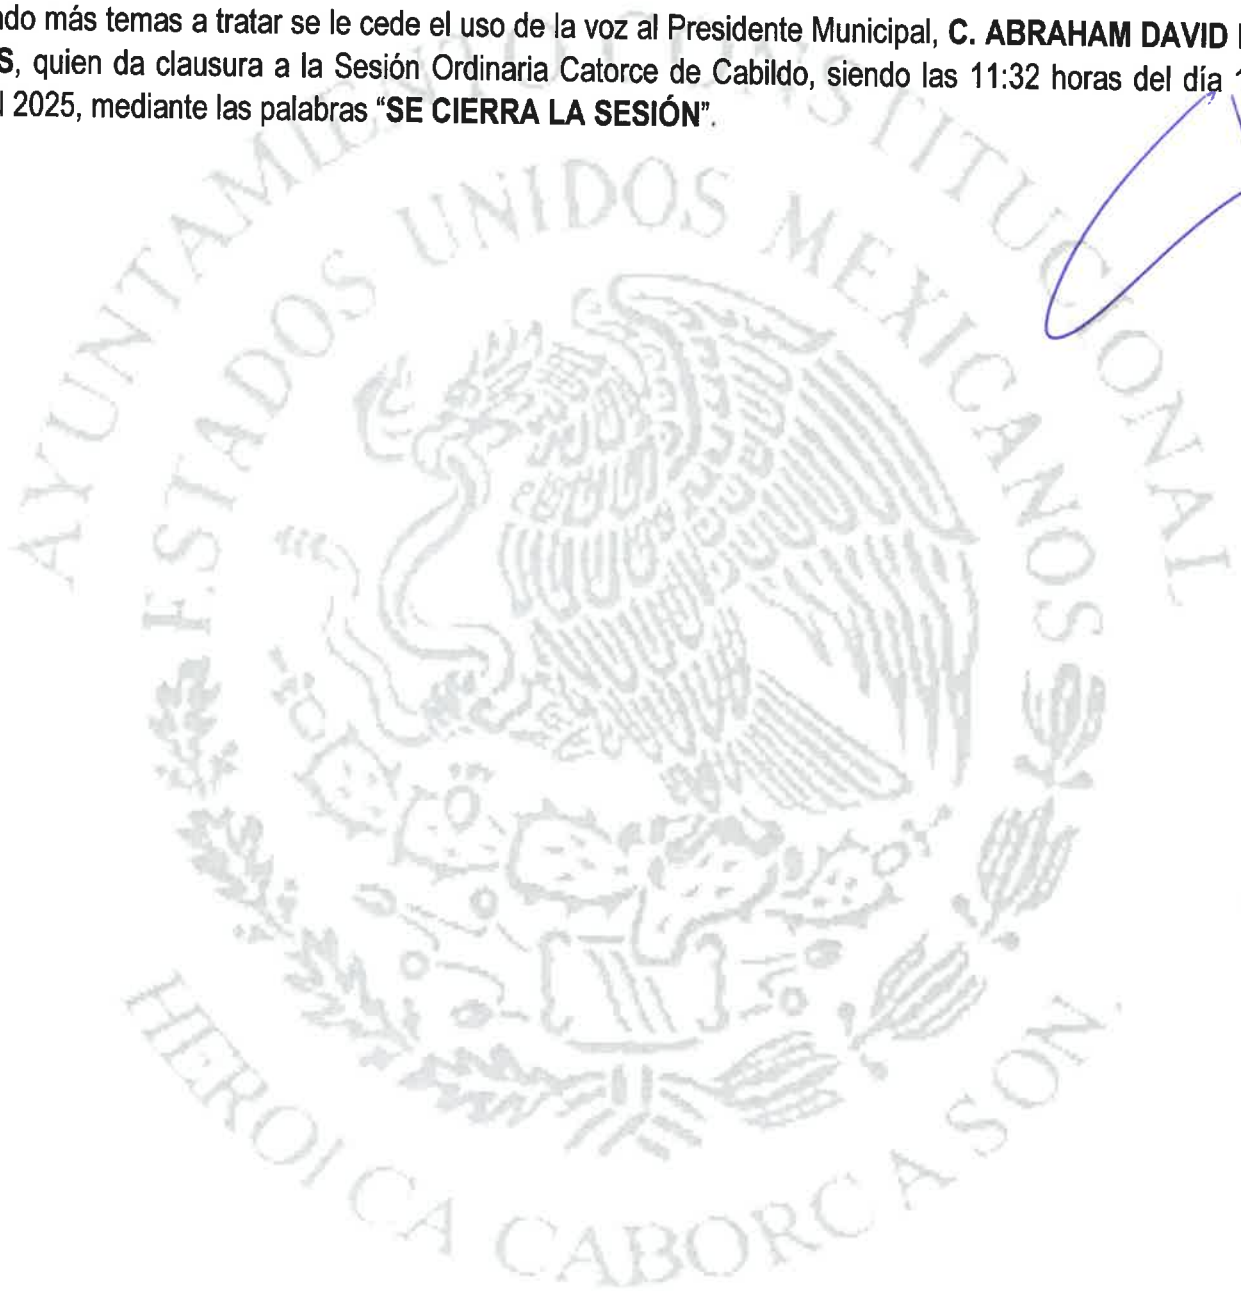 ndo más temas a tratar se le cede el uso de la voz al Presidente Municipal, C. ABRAHAM DAVID
S, quien da clausura a la Sesión Ordinaria Catorce de Cabildo, siendo las 11:32 horas del día
2025, mediante las palabras “SE CIERRA LA SESIÓN”.
AYUNTAMIENTO CONSTITUCIONAL
ESTADOS UNIDOS MEXICANOS
HEROICA CABORCA SON.